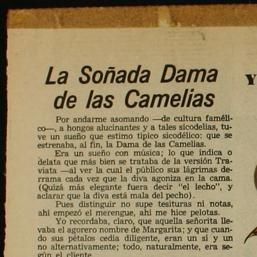 La Soñada Dama
de las Camelias
Por andarme asomando —de cultura faméli-
co—, a hongos alucinantes y a tales sicodelias, tu-
ve un sueño que estimo típico sicodélico: que se
estrenaba, al fin, la Dama de las Camelias.
Era un sueño con música; lo que indica o
delata que más bien se trataba de la versión Tra-
viata —al ver la cual el público sus lágrimas de-
rrama cada vez que la diva agoniza en la cama.
(Quizá más elegante fuera decir "el lecho", y
aclarar que la diva está mala del pecho).
Pues distinguir no supe tesituras ni notas,
ahí empezó el merengue, ahí me hice pelotas.
Yo recordaba, claro, que aquella señorita lle-
vaba el agorero nombre de Margarita; y que cuan-
do sus pétalos cedía diligente, eran un sí y un
no alternativamente; todo, naturalmente, era se-
gún el cliente.